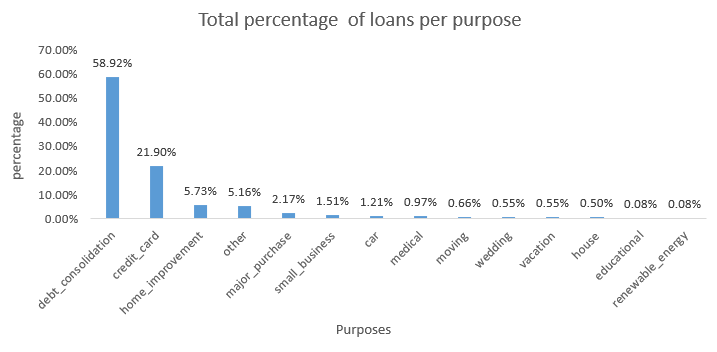 Total percentage  of loans per purpose
percentage
70.00%
60.00%
50.00%
40.00%
30.00%
20.00%
10.00%
0.00%
58.92%
21.90%
5.73%
5.16%
2.17%
1.51%
1.21%
0.97%
0.66%
0.55%
0.55%
0.50%
0.08%
0.08%
debt_consolidation
credit_card
home_improvement
other
major_purchase
small_business
car
medical
moving
wedding
vacation
house
educational
renewable_energy
Purposes